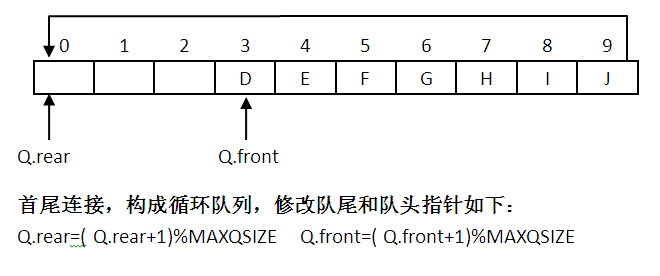 0 1 2 3 4 5 6 7 8 9
D E F G H I J
Q.rear Q.front
首尾连接，构成循环队列，修改队尾和队头指针如下：
Q.rear=( Q.rear+1)%MAXQSIZE Q.front=( Q.front+1)%MAXQSIZE